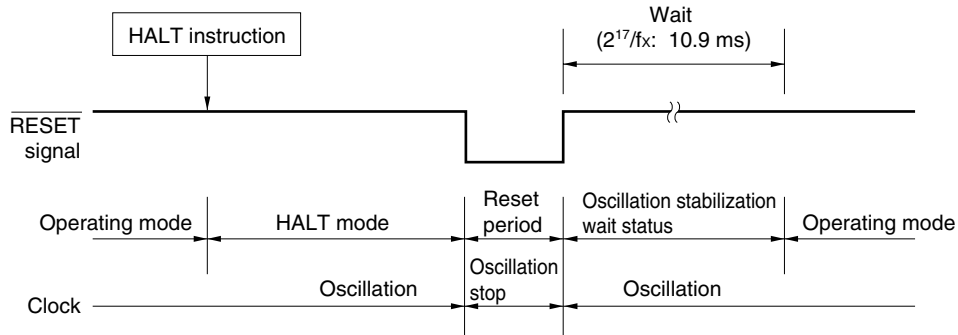 Wait
(2¹⁷/fx: 10.9 ms)
HALT instruction
RESET
signal
Operating mode
HALT mode
Reset
period
Oscillation stabilization
wait status
Operating mode
Clock
Oscillation
Oscillation
stop
Oscillation